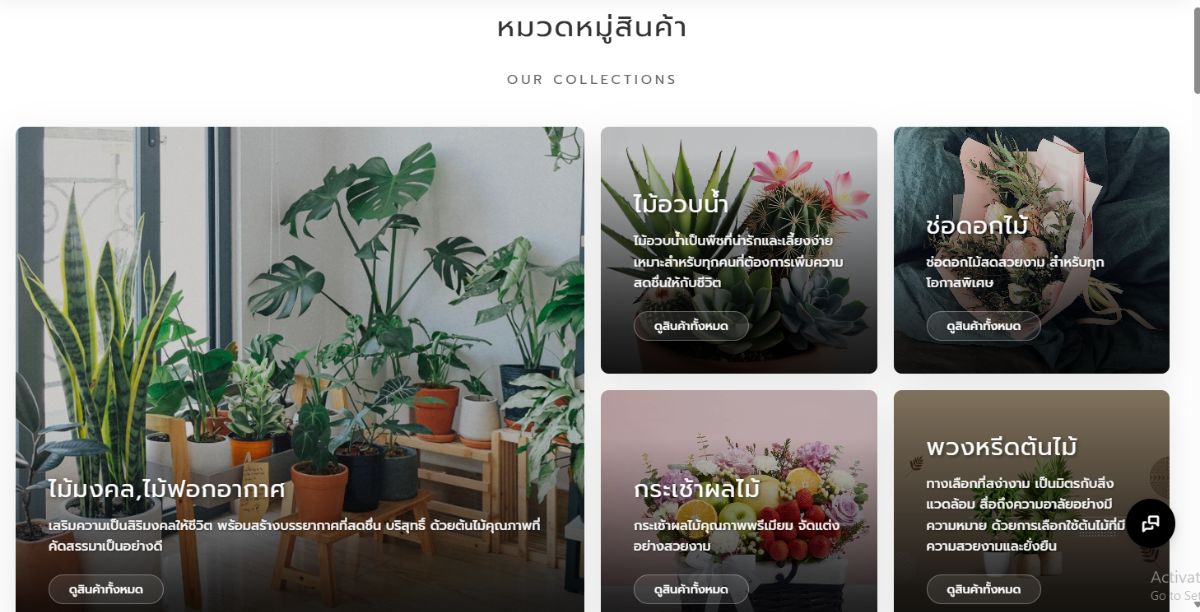 หมวดหมู่สินค้า
OUR COLLECTIONS
ไม้มงคล,ไม้ฟอกอากาศ
เสริมความเป็นสิริมงคลให้ชีวิต พร้อมสร้างบรรยากาศที่สดชื่น บริสุทธิ์ ด้วยต้นไม้คุณภาพที่
คัดสรรมาเป็นอย่างดี
ดูสินค้าทั้งหมด
ไม้อวบน้ำ
ไม้อวบน้ำเป็นพืชที่น่ารักและเลี้ยงง่าย
เหมาะสำหรับทุกคนที่ต้องการเพิ่มความ
สดชื่นให้กับชีวิต
ดูสินค้าทั้งหมด
ช่อดอกไม้
ช่อดอกไม้สดสวยงาม สำหรับทุก
โอกาสพิเศษ
ดูสินค้าทั้งหมด
กระเช้าผลไม้
กระเช้าผลไม้คุณภาพพรีเมียม จัดแต่ง
อย่างสวยงาม
ดูสินค้าทั้งหมด
พวงหรีดต้นไม้
ทางเลือกที่สง่างาม เป็นมิตรกับสิ่ง
แวดล้อม สื่อถึงความอาลัยอย่างมี
ความหมาย ด้วยการเลือกใช้ต้นไม้ที่มี
ความสวยงามและยั่งยืน
ดูสินค้าทั้งหมด
Activat
Go to Set